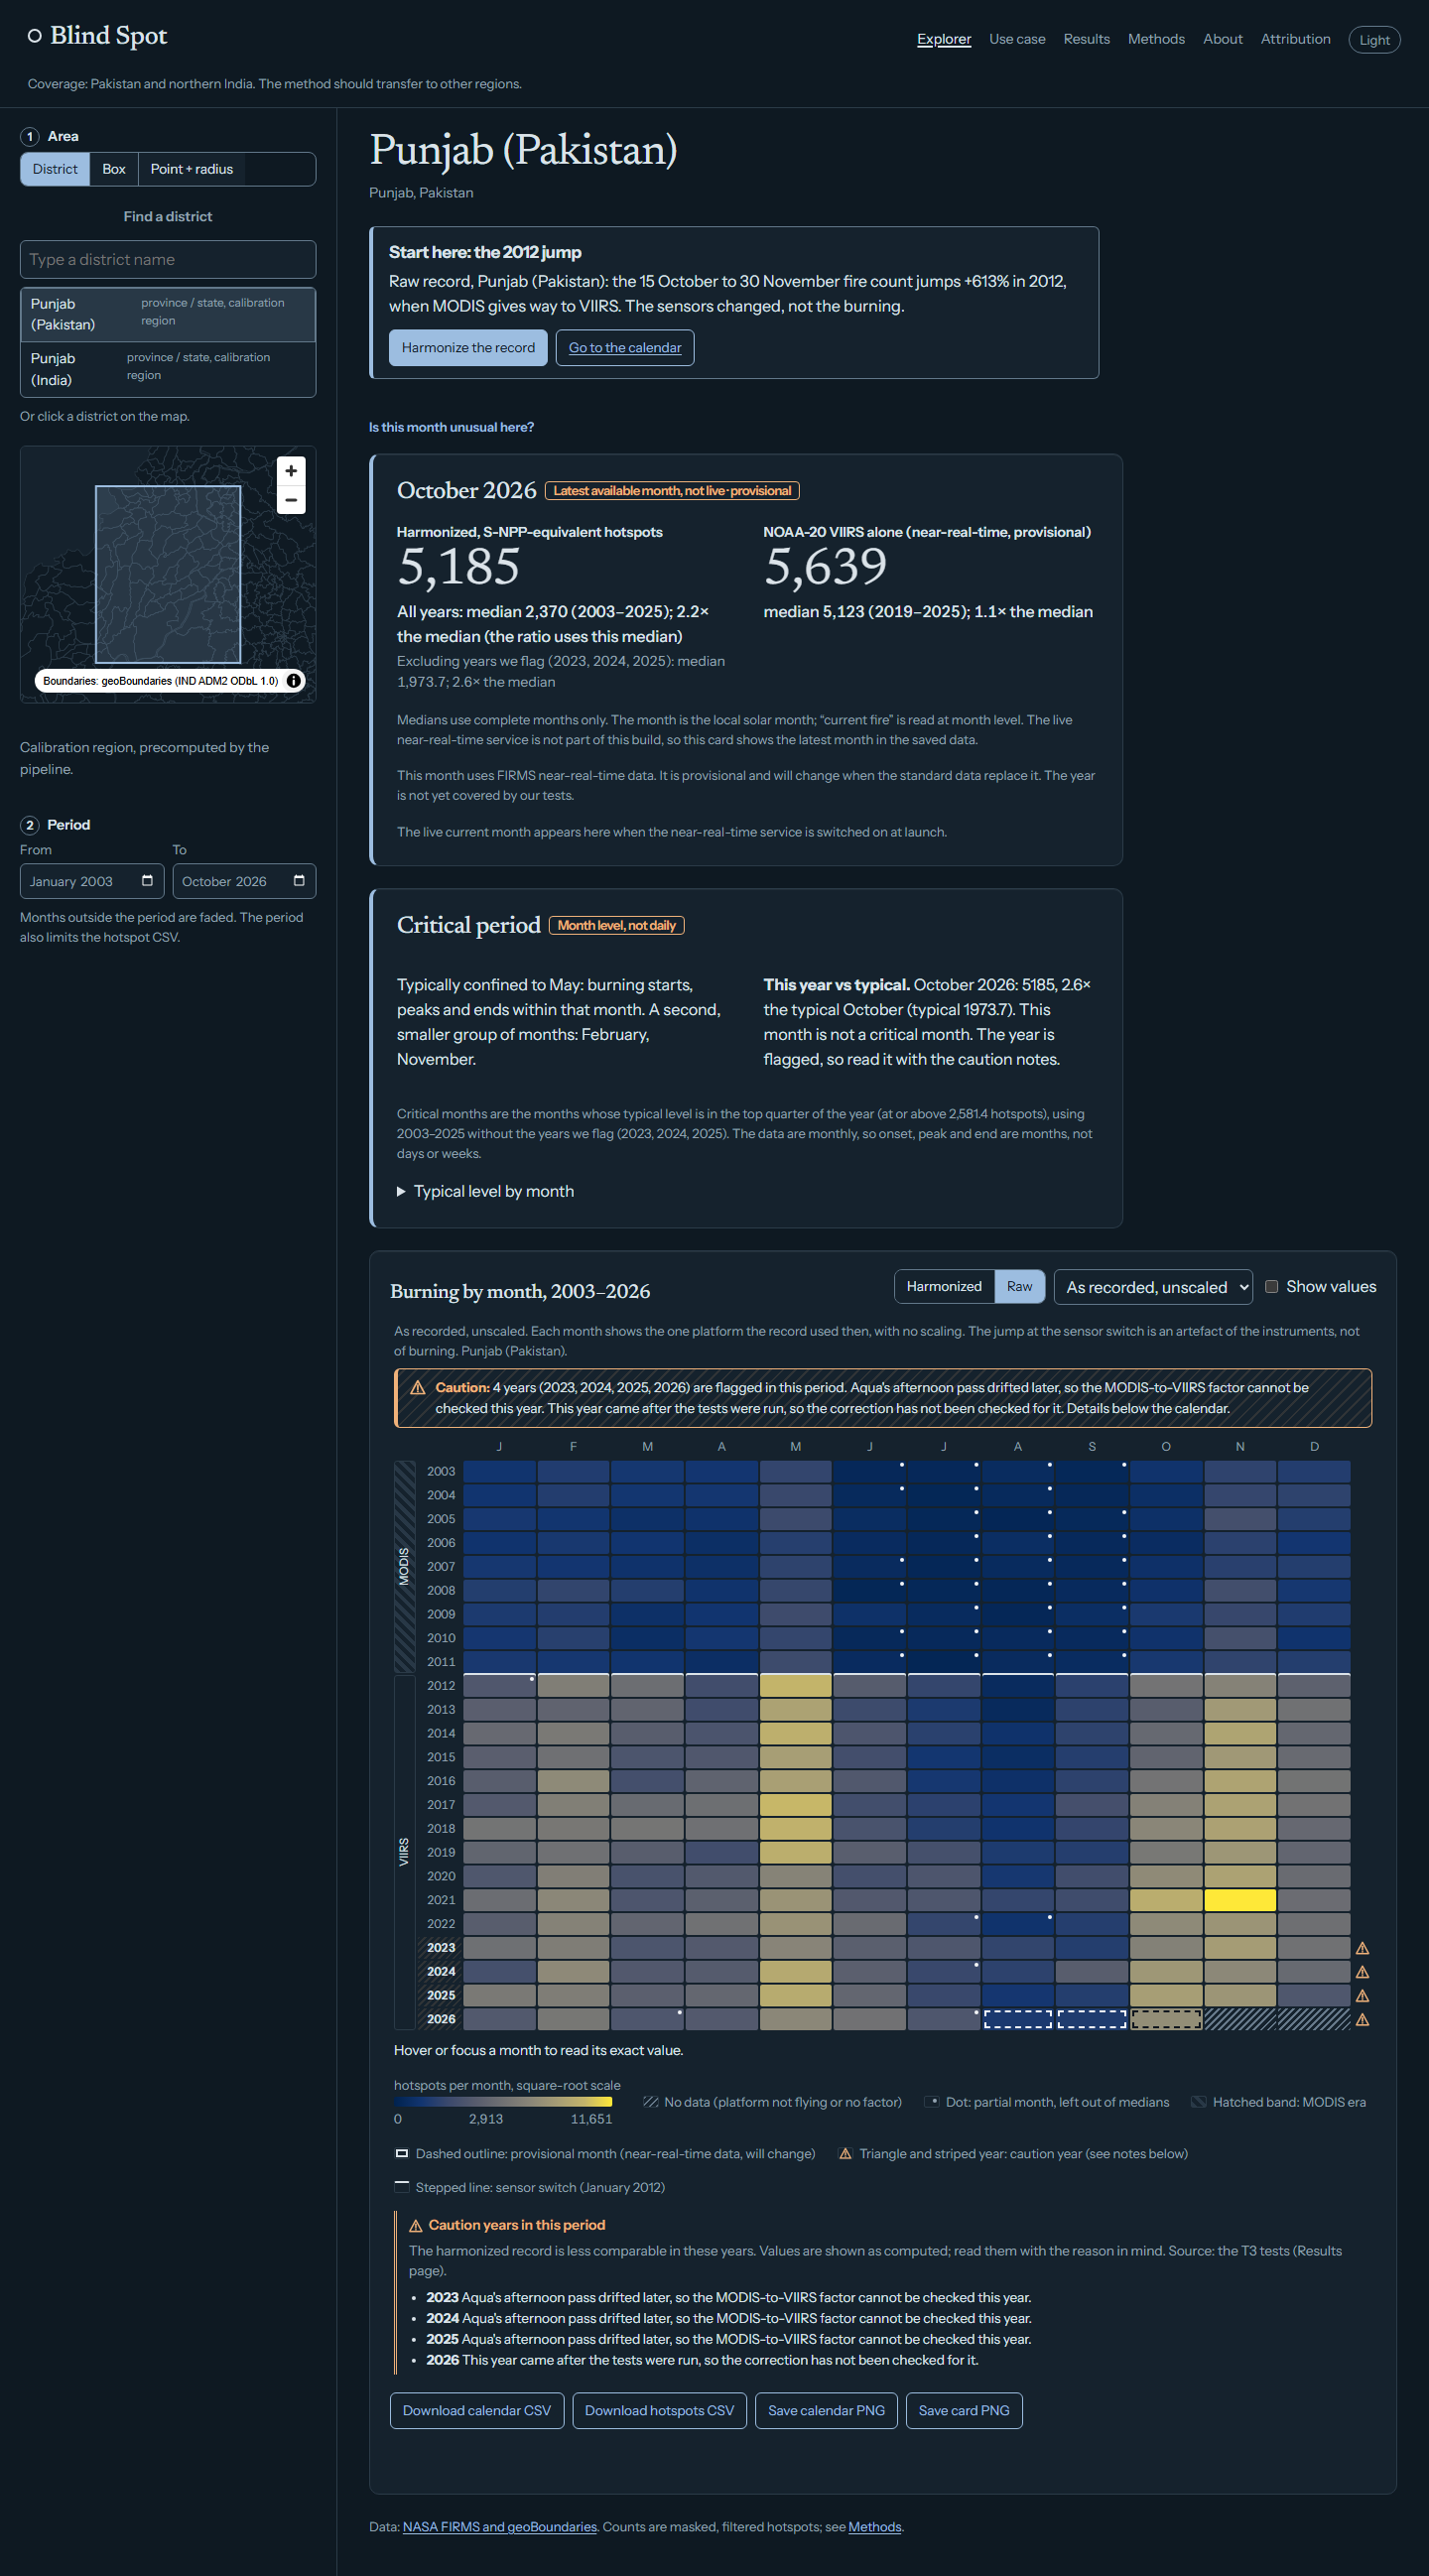 Blind Spot
Explorer Use case Results Methods About Attribution Light
Coverage: Pakistan and northern India. The method should transfer to other regions.
1 Area
District Box Point + radius
Find a district
Type a district name
Punjab (Pakistan) province / state, calibration region
Punjab (India) province / state, calibration region
Or click a district on the map.
+
−
Boundaries: geoBoundaries (IND ADM2 ODbL 1.0)
Calibration region, precomputed by the
pipeline.
2 Period
From To
January 2003 October 2026
Months outside the period are faded. The period
also limits the hotspot CSV.
Punjab (Pakistan)
Punjab, Pakistan
Start here: the 2012 jump
Raw record, Punjab (Pakistan): the 15 October to 30 November fire count jumps +613% in 2012,
when MODIS gives way to VIIRS. The sensors changed, not the burning.
Harmonize the record Go to the calendar
Is this month unusual here?
October 2026 Latest available month, not live · provisional
Harmonized, S-NPP-equivalent hotspots
5,185
All years: median 2,370 (2003–2025); 2.2×
the median (the ratio uses this median)
Excluding years we flag (2023, 2024, 2025): median
1,973.7; 2.6× the median
NOAA-20 VIIRS alone (near-real-time, provisional)
5,639
median 5,123 (2019–2025); 1.1× the median
Medians use complete months only. The month is the local solar month; “current fire” is read at month level. The live
near-real-time service is not part of this build, so this card shows the latest month in the saved data.
This month uses FIRMS near-real-time data. It is provisional and will change when the standard data replace it. The year
is not yet covered by our tests.
The live current month appears here when the near-real-time service is switched on at launch.
Critical period Month level, not daily
Typically confined to May: burning starts,
peaks and ends within that month. A second,
smaller group of months: February,
November.
This year vs typical. October 2026: 5185, 2.6×
the typical October (typical 1973.7). This
month is not a critical month. The year is
flagged, so read it with the caution notes.
Critical months are the months whose typical level is in the top quarter of the year (at or above 2,581.4 hotspots), using
2003–2025 without the years we flag (2023, 2024, 2025). The data are monthly, so onset, peak and end are months, not
days or weeks.
Typical level by month
Burning by month, 2003–2026
Harmonized Raw As recorded, unscaled Show values
As recorded, unscaled. Each month shows the one platform the record used then, with no scaling. The jump at the sensor switch is an artefact of the instruments, not
of burning. Punjab (Pakistan).
Caution: 4 years (2023, 2024, 2025, 2026) are flagged in this period. Aqua's afternoon pass drifted later, so the MODIS-to-VIIRS factor cannot be
checked this year. This year came after the tests were run, so the correction has not been checked for it. Details below the calendar.
J F M A M J J A S O N D
MODIS
2003
2004
2005
2006
2007
2008
2009
2010
2011
VIIRS
2012
2013
2014
2015
2016
2017
2018
2019
2020
2021
2022
2023
2024
2025
2026
Hover or focus a month to read its exact value.
hotspots per month, square-root scale
0 2,913 11,651
No data (platform not flying or no factor)
Dot: partial month, left out of medians
Hatched band: MODIS era
Dashed outline: provisional month (near-real-time data, will change)
Triangle and striped year: caution year (see notes below)
Stepped line: sensor switch (January 2012)
Caution years in this period
The harmonized record is less comparable in these years. Values are shown as computed; read them with the reason in mind. Source: the T3 tests (Results
page).
• 2023 Aqua's afternoon pass drifted later, so the MODIS-to-VIIRS factor cannot be checked this year.
• 2024 Aqua's afternoon pass drifted later, so the MODIS-to-VIIRS factor cannot be checked this year.
• 2025 Aqua's afternoon pass drifted later, so the MODIS-to-VIIRS factor cannot be checked this year.
• 2026 This year came after the tests were run, so the correction has not been checked for it.
Download calendar CSV Download hotspots CSV Save calendar PNG Save card PNG
Data: NASA FIRMS and geoBoundaries. Counts are masked, filtered hotspots; see Methods.